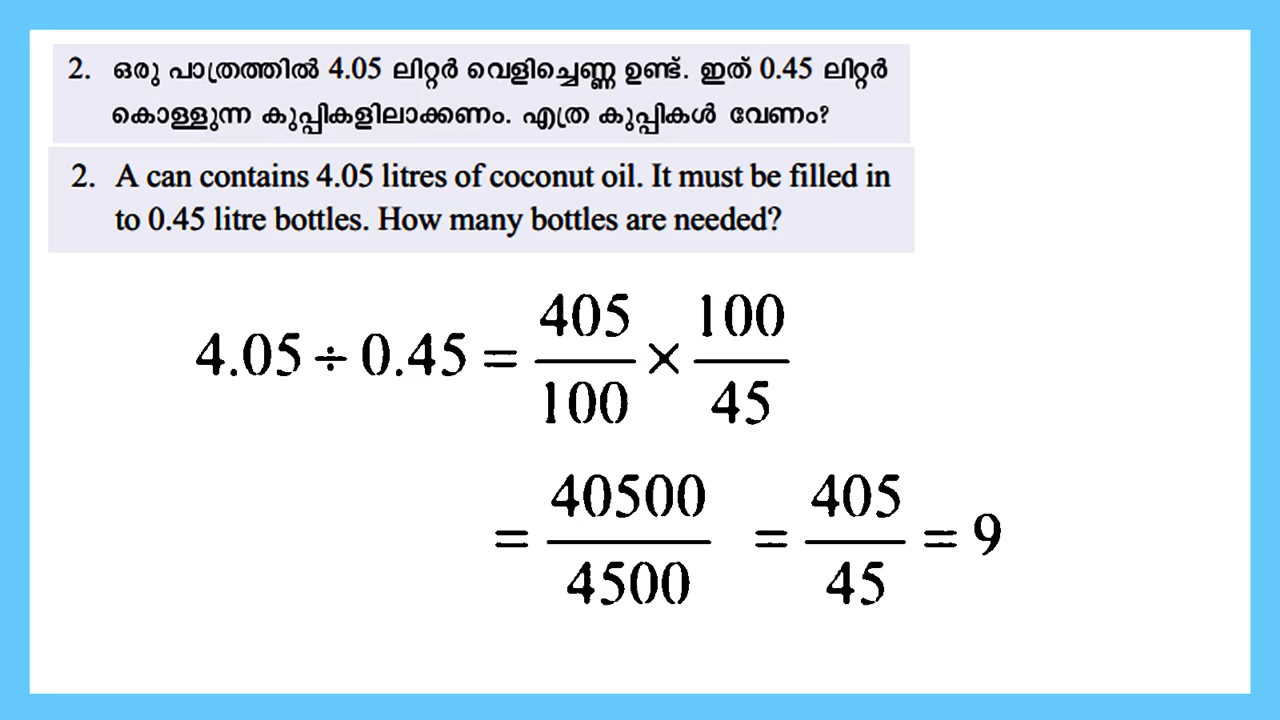 2. ഒരു പാത്രത്തിൽ 4.05 ലിറ്റർ വെളിച്ചെണ്ണ ഉണ്ട്. ഇത് 0.45 ലിറ്റർ
കൊള്ളുന്ന കുപ്പികളിലാക്കണം. എത്ര കുപ്പികൾ വേണം?
2. A can contains 4.05 litres of coconut oil. It must be filled in
to 0.45 litre bottles. How many bottles are needed?
4.05 ÷ 0.45 = 405/100 × 100/45
= 40500/4500 = 405/45 = 9